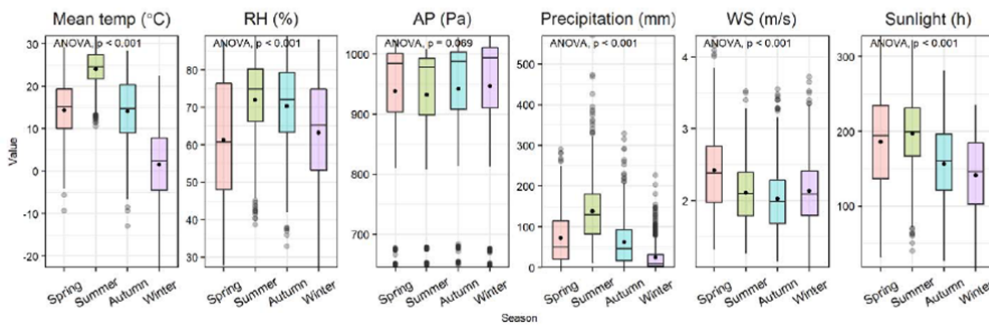 Mean temp (°C) RH (%) AP (Pa) Precipitation (mm) WS (m/s) Sunlight (h)
ANOVA, p < 0.001 ANOVA, p < 0.001 ANOVA, p = 0.069 ANOVA, p < 0.001 ANOVA, p < 0.001 ANOVA, p < 0.001
30 20 10 0 -10 -20
80 70 60 50 40 30
1000 900 800 700
500 400 300 200 100 0
4 3 2
300 200 100
Value
Spring Summer Autumn Winter Spring Summer Autumn Winter Spring Summer Autumn Winter Spring Summer Autumn Winter Spring Summer Autumn Winter Spring Summer Autumn Winter
Season